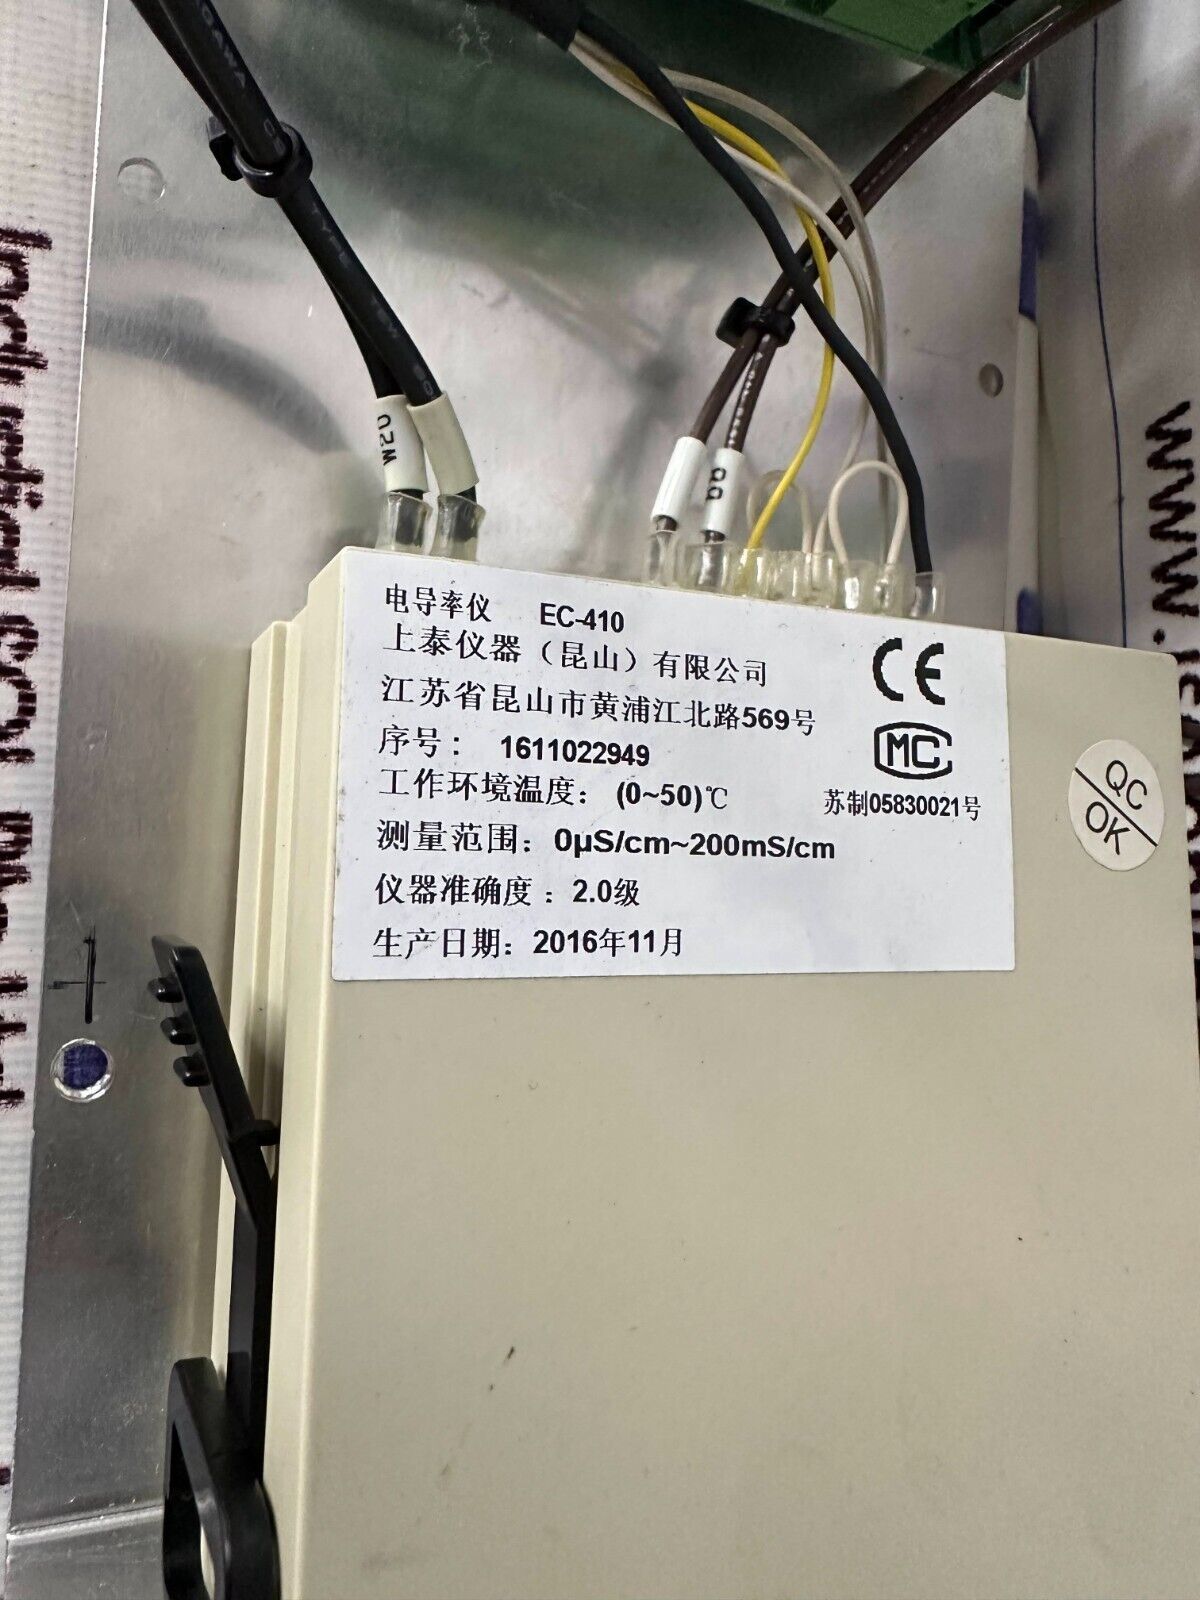 电导率仪 EC-410
上泰仪器（昆山）有限公司
江苏省昆山市黄浦江北路569号
序号： 1611022949
工作环境温度： (0~50)℃
测量范围：0μS/cm~200mS/cm
仪器准确度：2.0级
生产日期：2016年11月
CE
MC
苏制05830021号
QC
OK